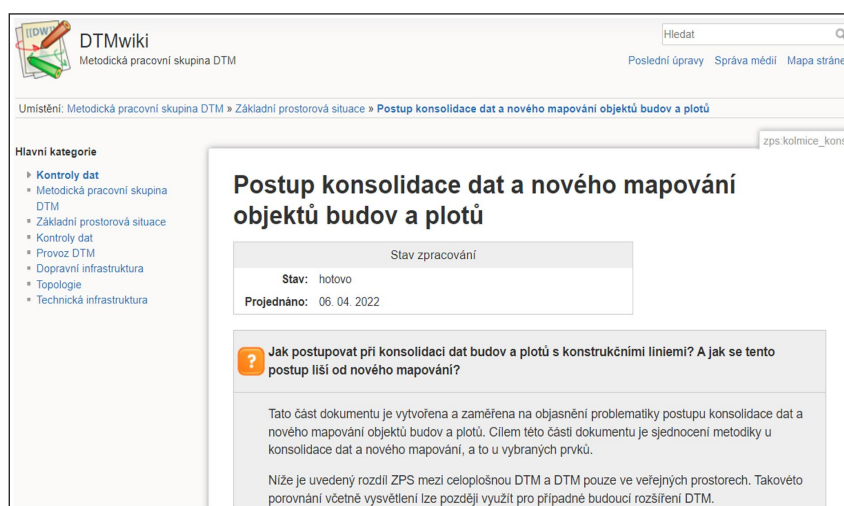 [[DW]]
DTMwiki
Metodická pracovní skupina DTM
Hledat
Poslední úpravy Správa médií Mapa stráne
Umístění: Metodická pracovní skupina DTM » Základní prostorová situace » Postup konsolidace dat a nového mapování objektů budov a plotů
zps:kolmice_kons
Hlavní kategorie
Kontroly dat
Metodická pracovní skupina
DTM
Základní prostorová situace
Kontroly dat
Provoz DTM
Dopravní infrastruktura
Topologie
Technická infrastruktura
Postup konsolidace dat a nového mapování
objektů budov a plotů
Stav zpracování
Stav: hotovo
Projednáno: 06. 04. 2022
Jak postupovat při konsolidaci dat budov a plotů s konstrukčními liniemi? A jak se tento
postup liší od nového mapování?
Tato část dokumentu je vytvořena a zaměřena na objasnění problematiky postupu konsolidace dat a
nového mapování objektů budov a plotů. Cílem této části dokumentu je sjednocení metodiky u
konsolidace dat a nového mapování, a to u vybraných prvků.
Níže je uvedený rozdíl ZPS mezi celoplošnou DTM a DTM pouze ve veřejných prostorech. Takovéto
porovnání včetně vysvětlení lze později využít pro případné budoucí rozšíření DTM.